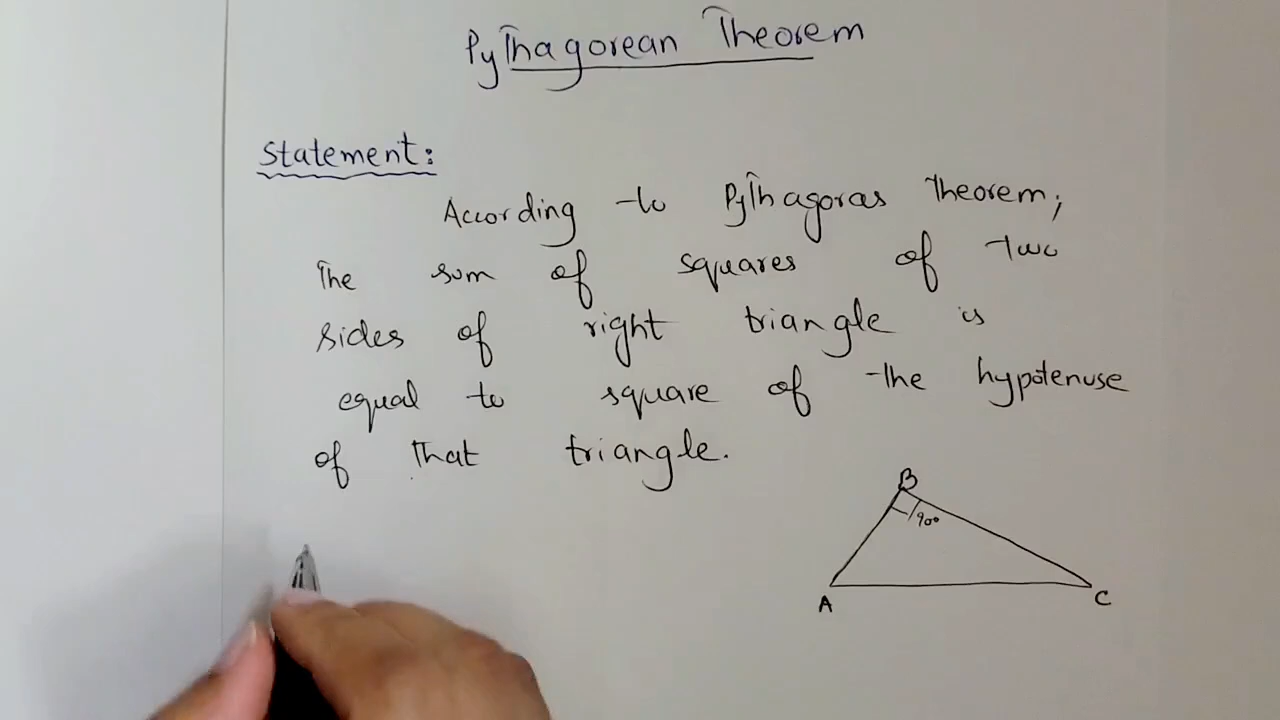 Pythagorean Theorem
Statement:
According to Pythagoras Theorem;
The sum of squares of two
sides of right triangle is
equal to square of the hypotenuse
of that triangle.
B
90°
A
C